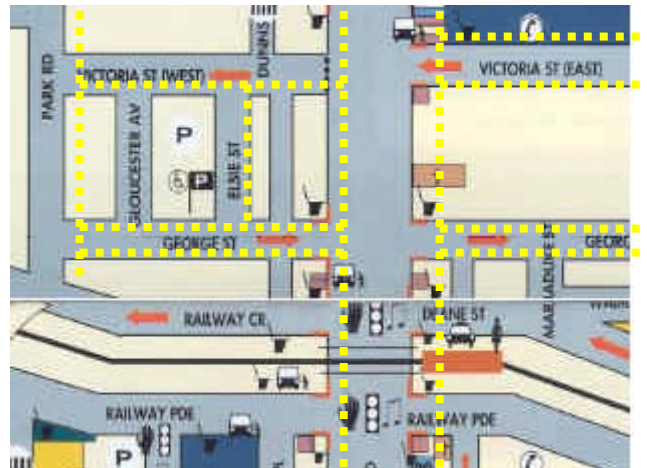 DUNNS
PARK RD
VICTORIA ST (WEST)
VICTORIA ST (EAST)
GLOUCESTER AV
P
P
ELSIE ST
GEORGE ST
MARMADUKE ST
GEORG
RAILWAY CR
DEANE ST
RAILWAY PDE
RAILWAY PDE
P